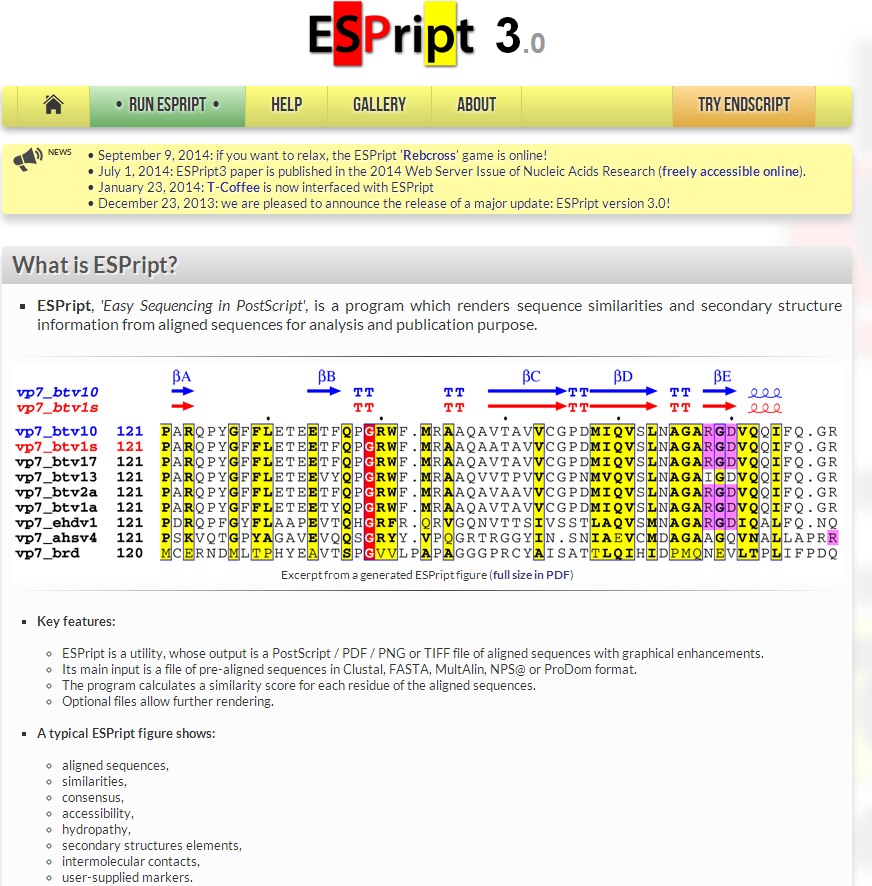 ESPript 3.0
RUN ESPRIPT
HELP
GALLERY
ABOUT
TRY ENDSCRIPT
NEWS
• September 9, 2014: if you want to relax, the ESPript 'Rebcross' game is online!
• July 1, 2014: ESPript3 paper is published in the 2014 Web Server Issue of Nucleic Acids Research (freely accessible online).
• January 23, 2014: T-Coffee is now interfaced with ESPript
• December 23, 2013: we are pleased to announce the release of a major update: ESPript version 3.0!
What is ESPript?
ESPript, 'Easy Sequencing in PostScript', is a program which renders sequence similarities and secondary structure
information from aligned sequences for analysis and publication purpose.
βA βB βC βD βE
vp7_btv10 TT TT TT TT
vp7_btv1s TT TT TT TT
vp7_btv10 121 PARQPYGFFLETEETFQPGRWF.MRAAQAVTAVVCGPDMIQVSLNAGARGDVQQIFQ.GR
vp7_btv1s 121 PARQPYGFFLETEETFQPGRWF.MRAAQAATAVVCGPDMIQVSLNAGARGDVQQIFQ.GR
vp7_btv17 121 PARQPYGFFLETEETFQPGRWF.MRAAQAVTAVVCGPDMIQVSLNAGARGDVQQIFQ.GR
vp7_btv13 121 PARQPYGFFLETEEVYQPGRWF.MRAAQVVTPVVCGPNMVQVSLNAGAIGDVQQIFQ.GR
vp7_btv2a 121 PARQPYGFFLETEETFQPGRWF.MRAAQAVAAVVCGPDMIQVSLNAGARGDVQQIFQ.GR
vp7_btv1a 121 PARQPYGFFLETEEVYQPGRWF.MRAAQAVTPVVCGPDMVQVSLNAGARGDVQQIFQ.GR
vp7_ehdv1 121 PDRQPFGYFLAAPEVTQHGRFR.QRVGQNVTTSIVSSTLAQVSMNAGARGDIQALFQ.NQ
vp7_ahsv4 121 PSKVQTGPYAGAVEVQQSGRYY.VPQGRTRGGYIN.SNIAEVCMDAGAAGQVNALLAPRR
vp7_brd 120 MCERNDMLTPHYEAVTSPGVVLPAPAGGGPRCYAISATTLQIHIDPMQNEVLTPLIFPDQ
Excerpt from a generated ESPript figure (full size in PDF)
Key features:
ESPript is a utility, whose output is a PostScript / PDF / PNG or TIFF file of aligned sequences with graphical enhancements.
Its main input is a file of pre-aligned sequences in Clustal, FASTA, MultAlin, NPS@ or ProDom format.
The program calculates a similarity score for each residue of the aligned sequences.
Optional files allow further rendering.
A typical ESPript figure shows:
aligned sequences,
similarities,
consensus,
accessibility,
hydropathy,
secondary structures elements,
intermolecular contacts,
user-supplied markers.